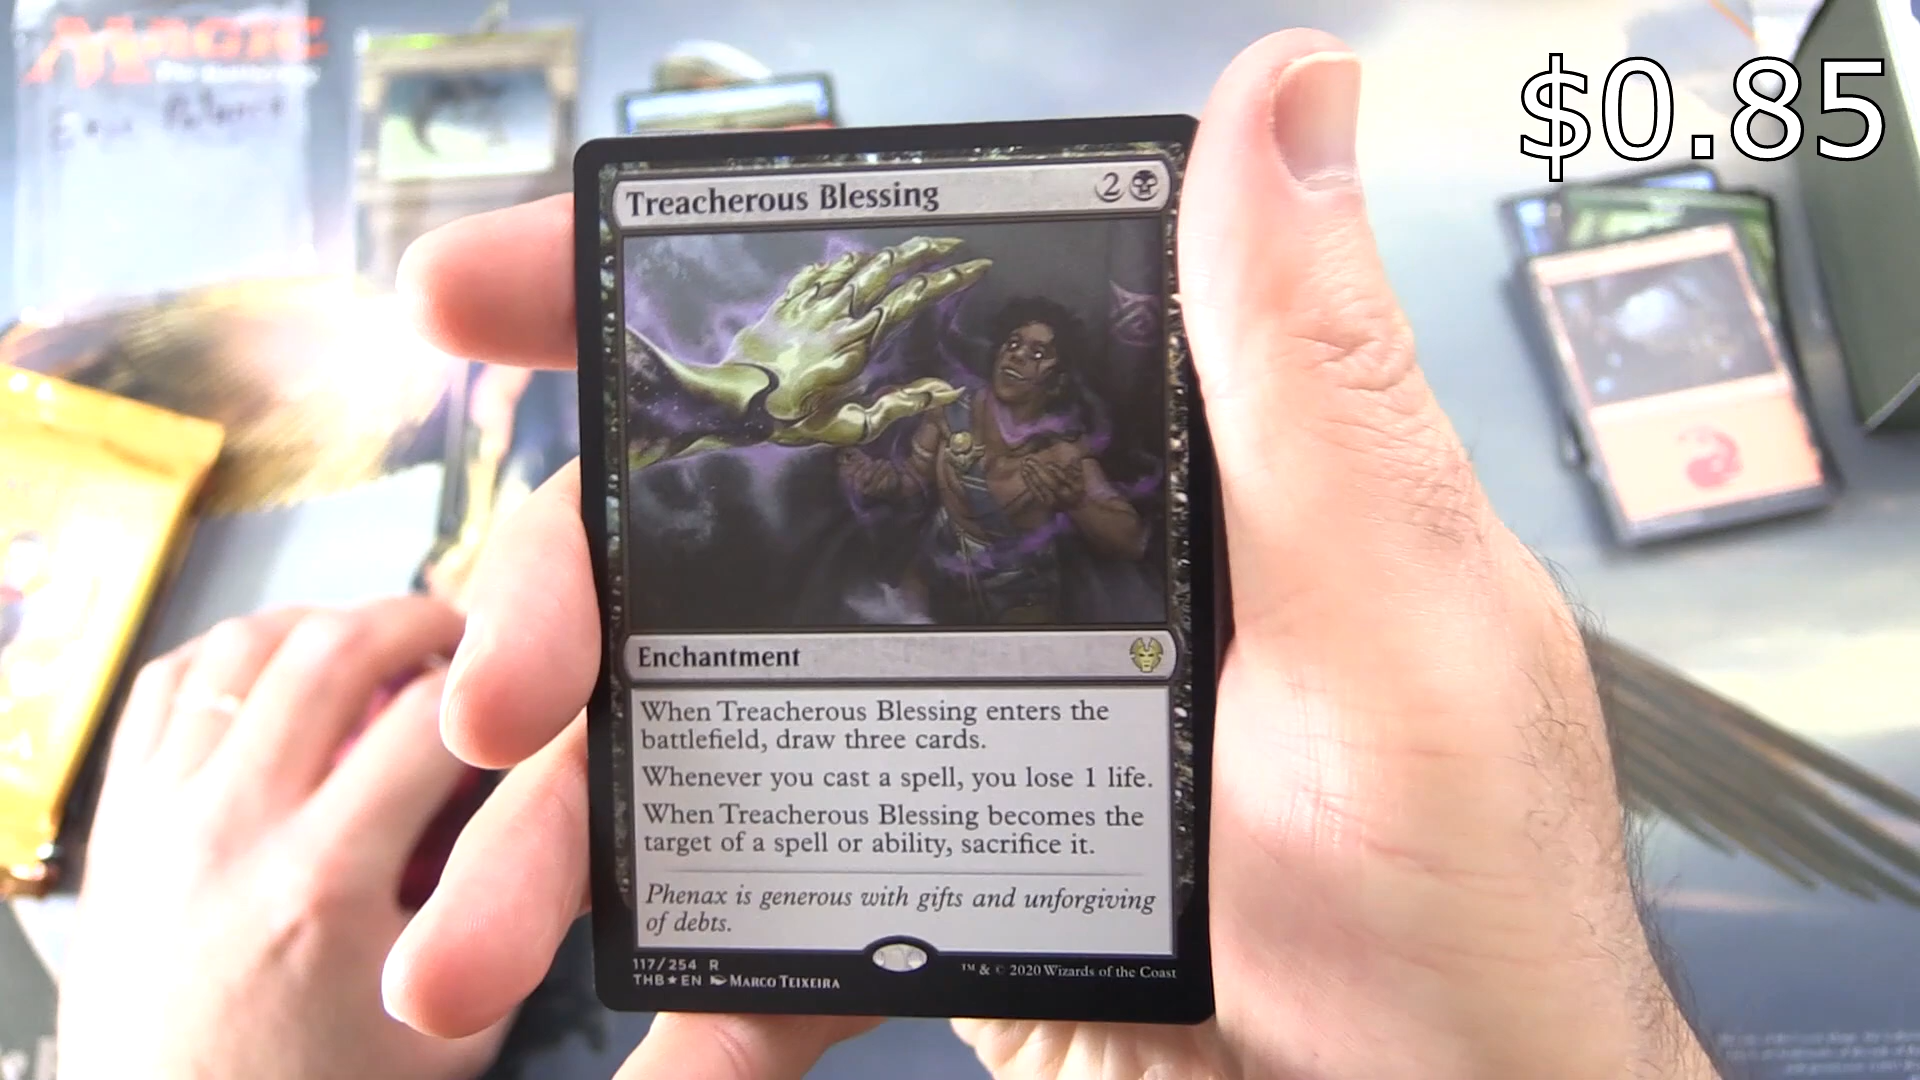 MAGIC
$0.85
Treacherous Blessing 2
Enchantment
When Treacherous Blessing enters the
battlefield, draw three cards.
Whenever you cast a spell, you lose 1 life.
When Treacherous Blessing becomes the
target of a spell or ability, sacrifice it.
Phenax is generous with gifts and unforgiving
of debts.
117/254 R
THB★EN Marco Teixeira
™ & © 2020 Wizards of the Coast